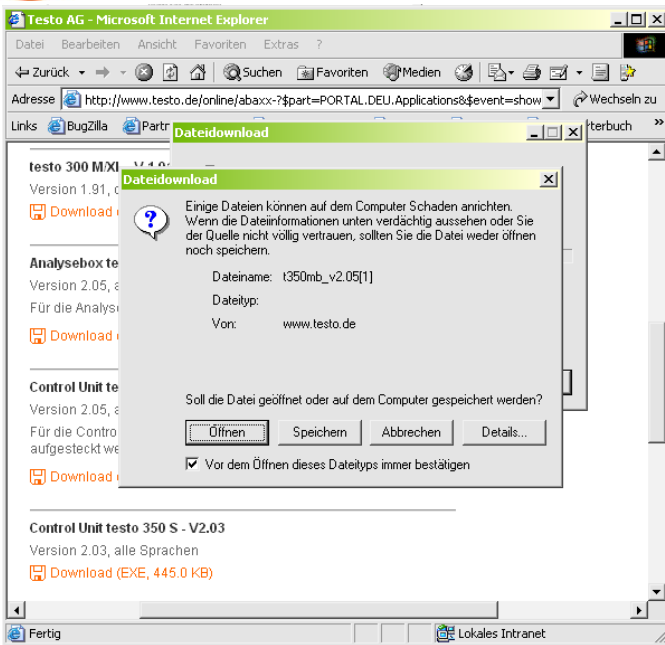 Testo AG - Microsoft Internet Explorer
Datei Bearbeiten Ansicht Favoriten Extras ?
Zurück Suchen Favoriten Medien
Adresse http://www.testo.de/online/abaxx-?$part=PORTAL.DEU.Applications&$event=show Wechseln zu
Links BugZilla Partn
Dateidownload
testo 300 M/XL
Version 1.91,
Download
Analysebox te
Version 2.05, a
Für die Analys
Download
Control Unit te
Version 2.05, a
Für die Contro
aufgesteckt we
Download
Dateidownload
Einige Dateien können auf dem Computer Schaden anrichten.
Wenn die Dateiinformationen unten verdächtig aussehen oder Sie
der Quelle nicht völlig vertrauen, sollten Sie die Datei weder öffnen
noch speichern.
Dateiname: t350mb_v2.05[1]
Dateityp:
Von: www.testo.de
Soll die Datei geöffnet oder auf dem Computer gespeichert werden?
Öffnen Speichern Abbrechen Details...
Vor dem Öffnen dieses Dateityps immer bestätigen
Control Unit testo 350 S - V2.03
Version 2.03, alle Sprachen
Download (EXE, 445.0 KB)
Fertig Lokales Intranet